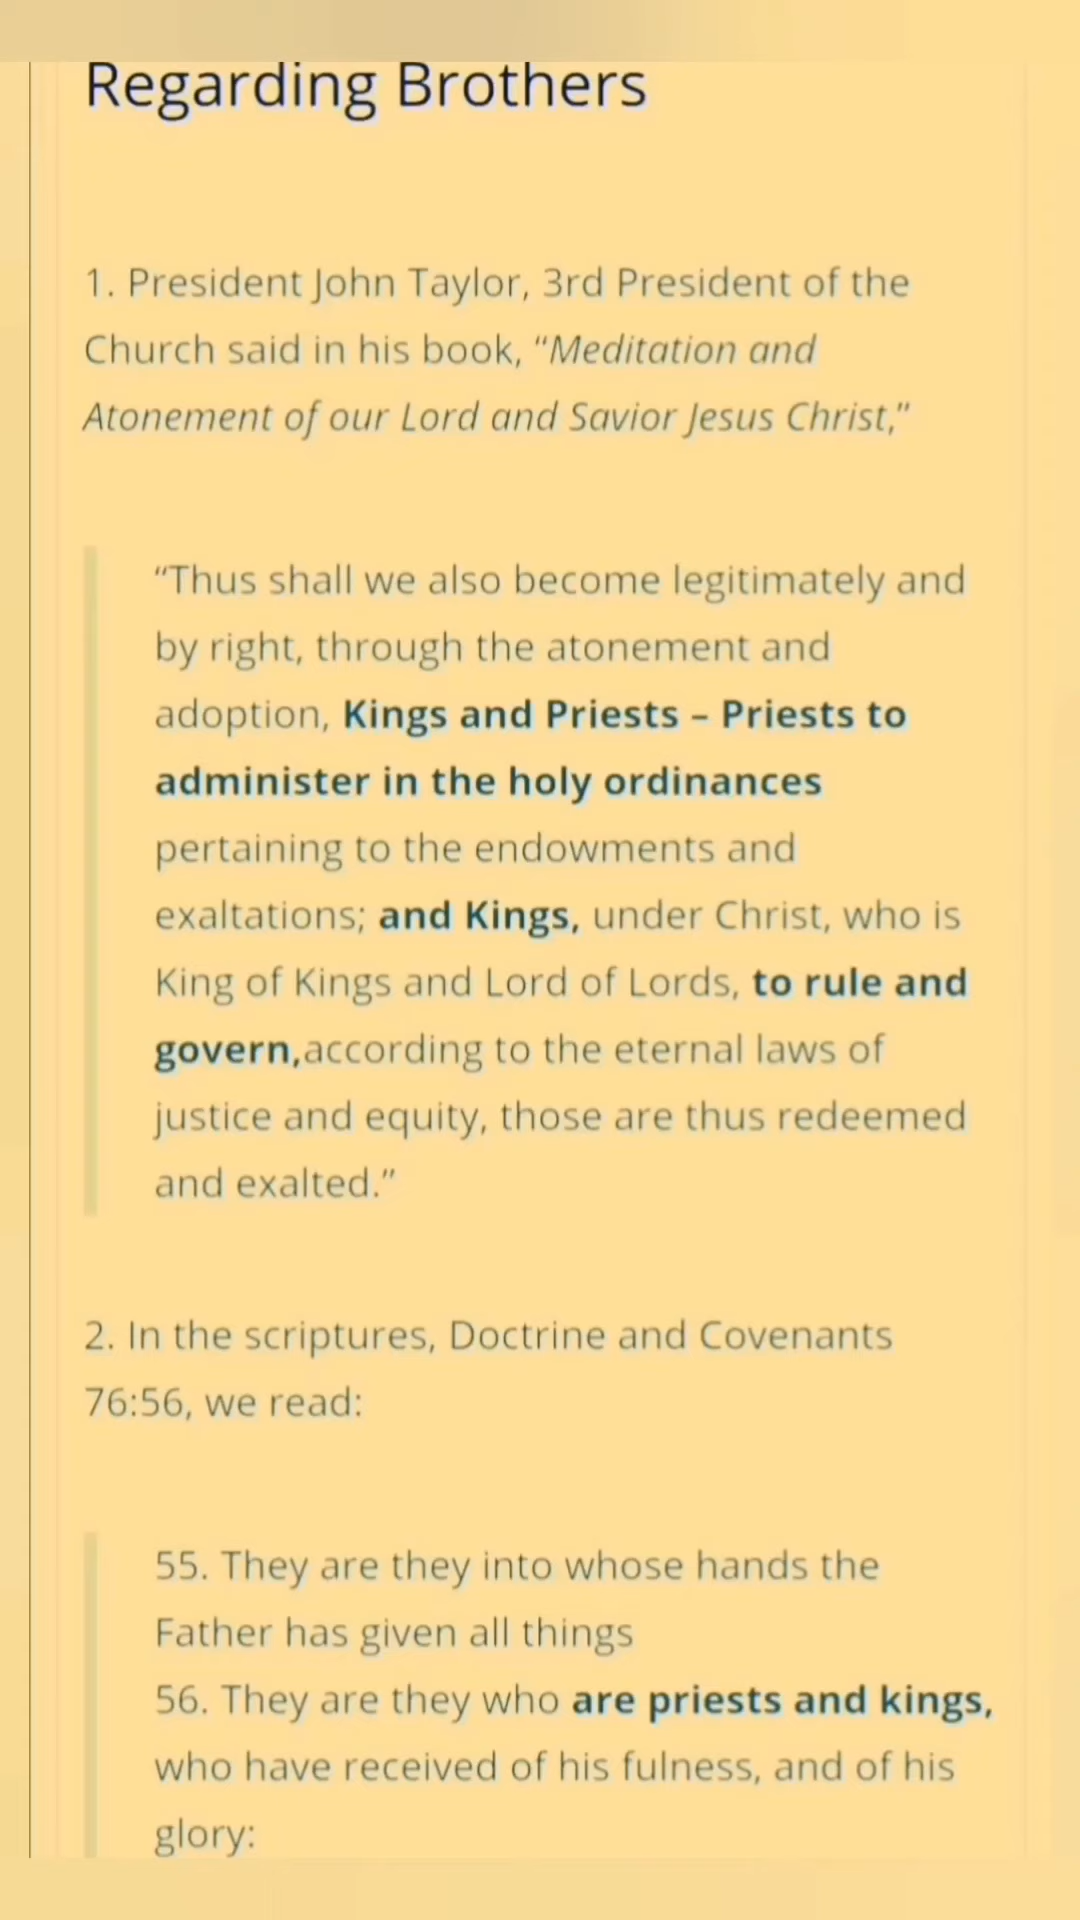 Regarding Brothers
1. President John Taylor, 3rd President of the
Church said in his book, “Meditation and
Atonement of our Lord and Savior Jesus Christ,”
“Thus shall we also become legitimately and
by right, through the atonement and
adoption, Kings and Priests – Priests to
administer in the holy ordinances
pertaining to the endowments and
exaltations; and Kings, under Christ, who is
King of Kings and Lord of Lords, to rule and
govern,according to the eternal laws of
justice and equity, those are thus redeemed
and exalted.”
2. In the scriptures, Doctrine and Covenants
76:56, we read:
55. They are they into whose hands the
Father has given all things
56. They are they who are priests and kings,
who have received of his fulness, and of his
glory: